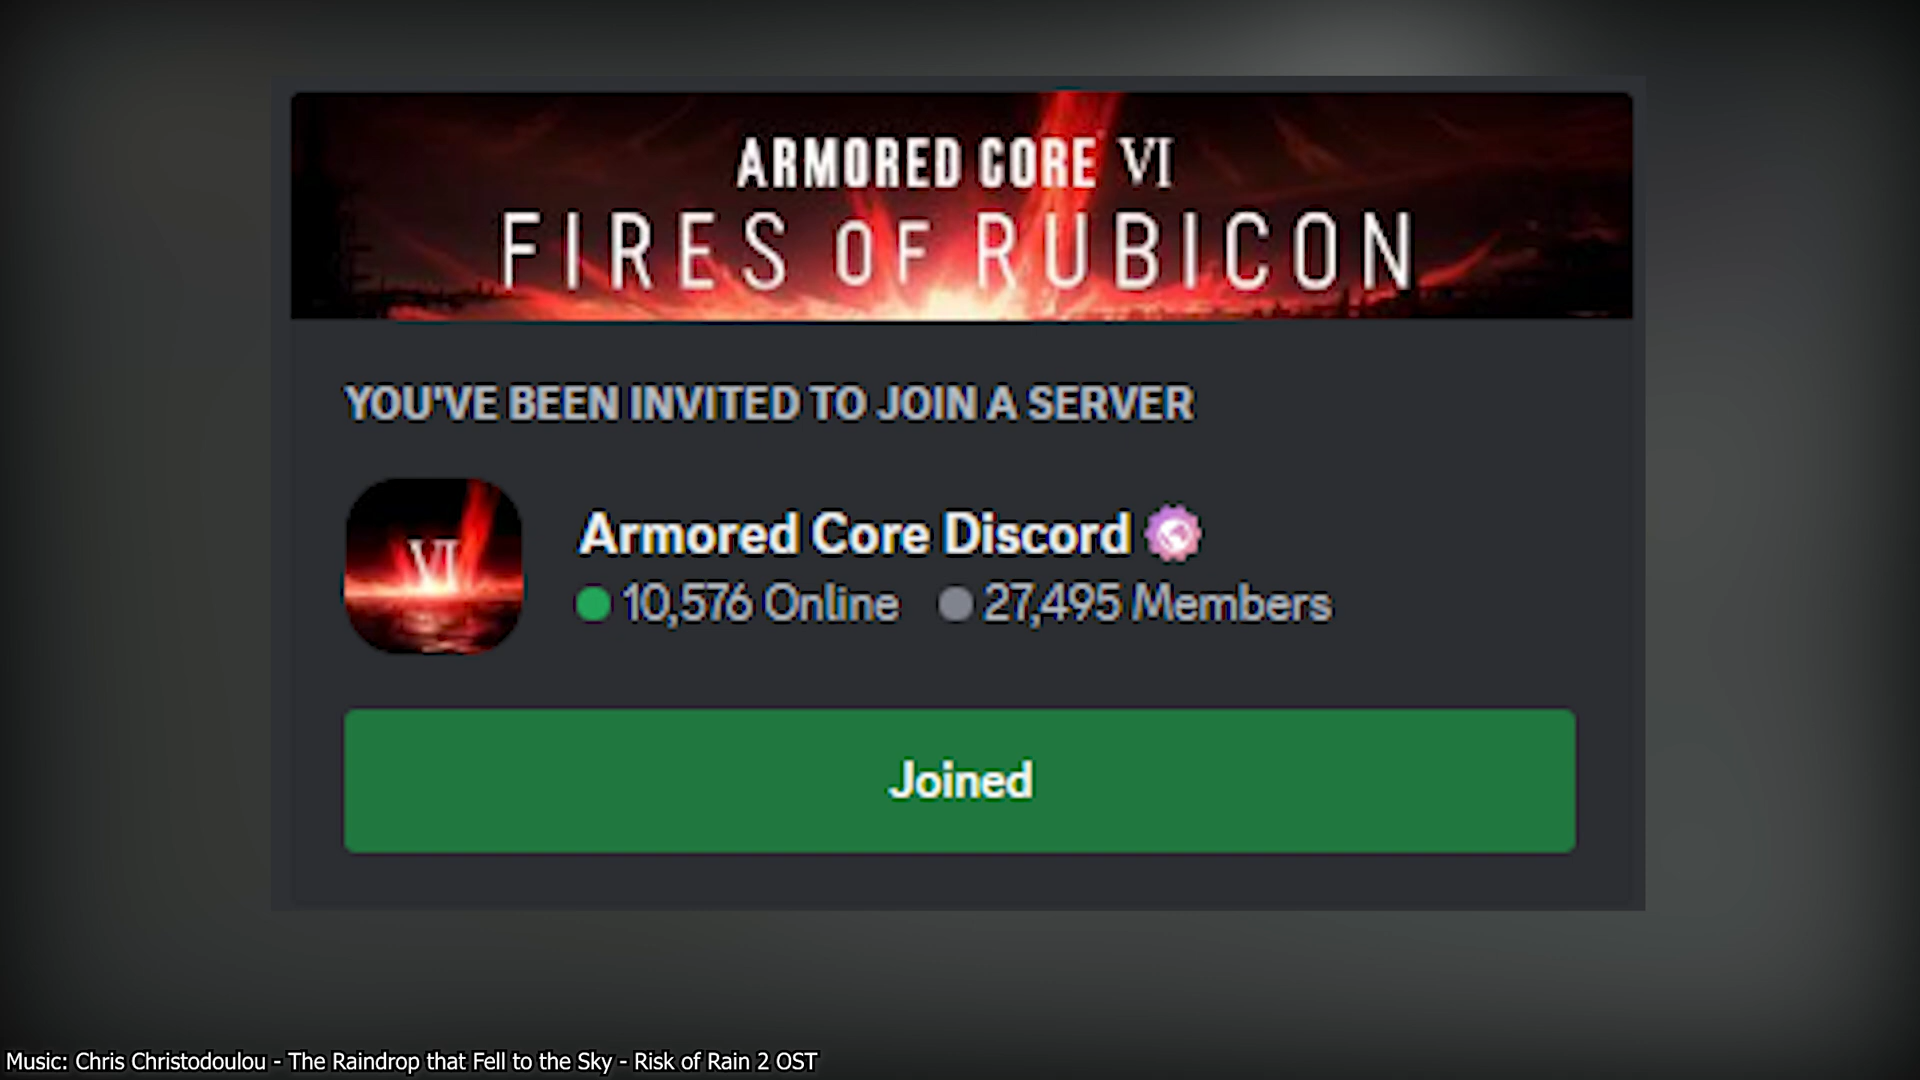 ARMORED CORE VI
FIRES OF RUBICON
YOU'VE BEEN INVITED TO JOIN A SERVER
VI
Armored Core Discord
10,576 Online 27,495 Members
Joined
Music: Chris Christodoulou - The Raindrop that Fell to the Sky - Risk of Rain 2 OST